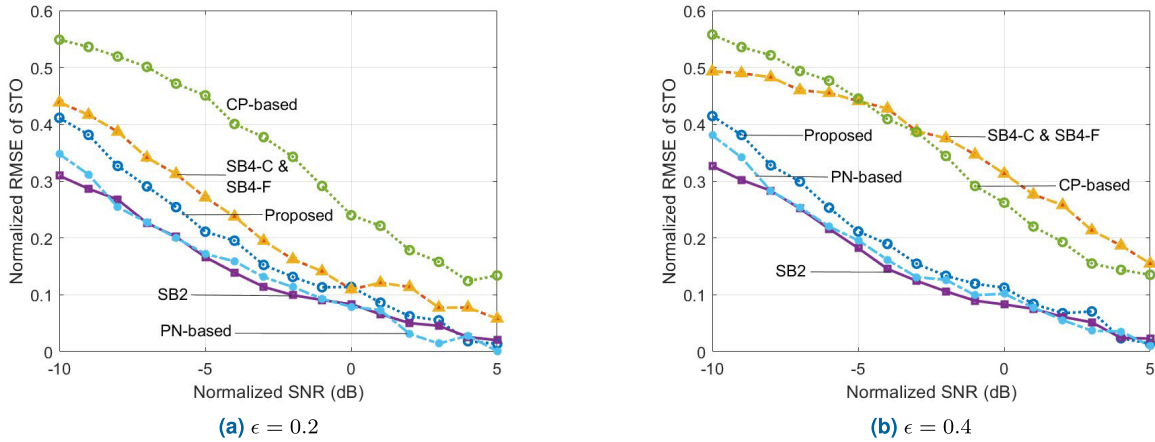 0.6
0.5
0.4
0.3
0.2
0.1
0
Normalized RMSE of STO
CP-based
SB4-C &
SB4-F
Proposed
SB2
PN-based
-10
-5
0
5
Normalized SNR (dB)
(a) ϵ = 0.2
0.6
0.5
0.4
0.3
0.2
0.1
0
Normalized RMSE of STO
Proposed
SB4-C & SB4-F
PN-based
CP-based
SB2
-10
-5
0
5
Normalized SNR (dB)
(b) ϵ = 0.4